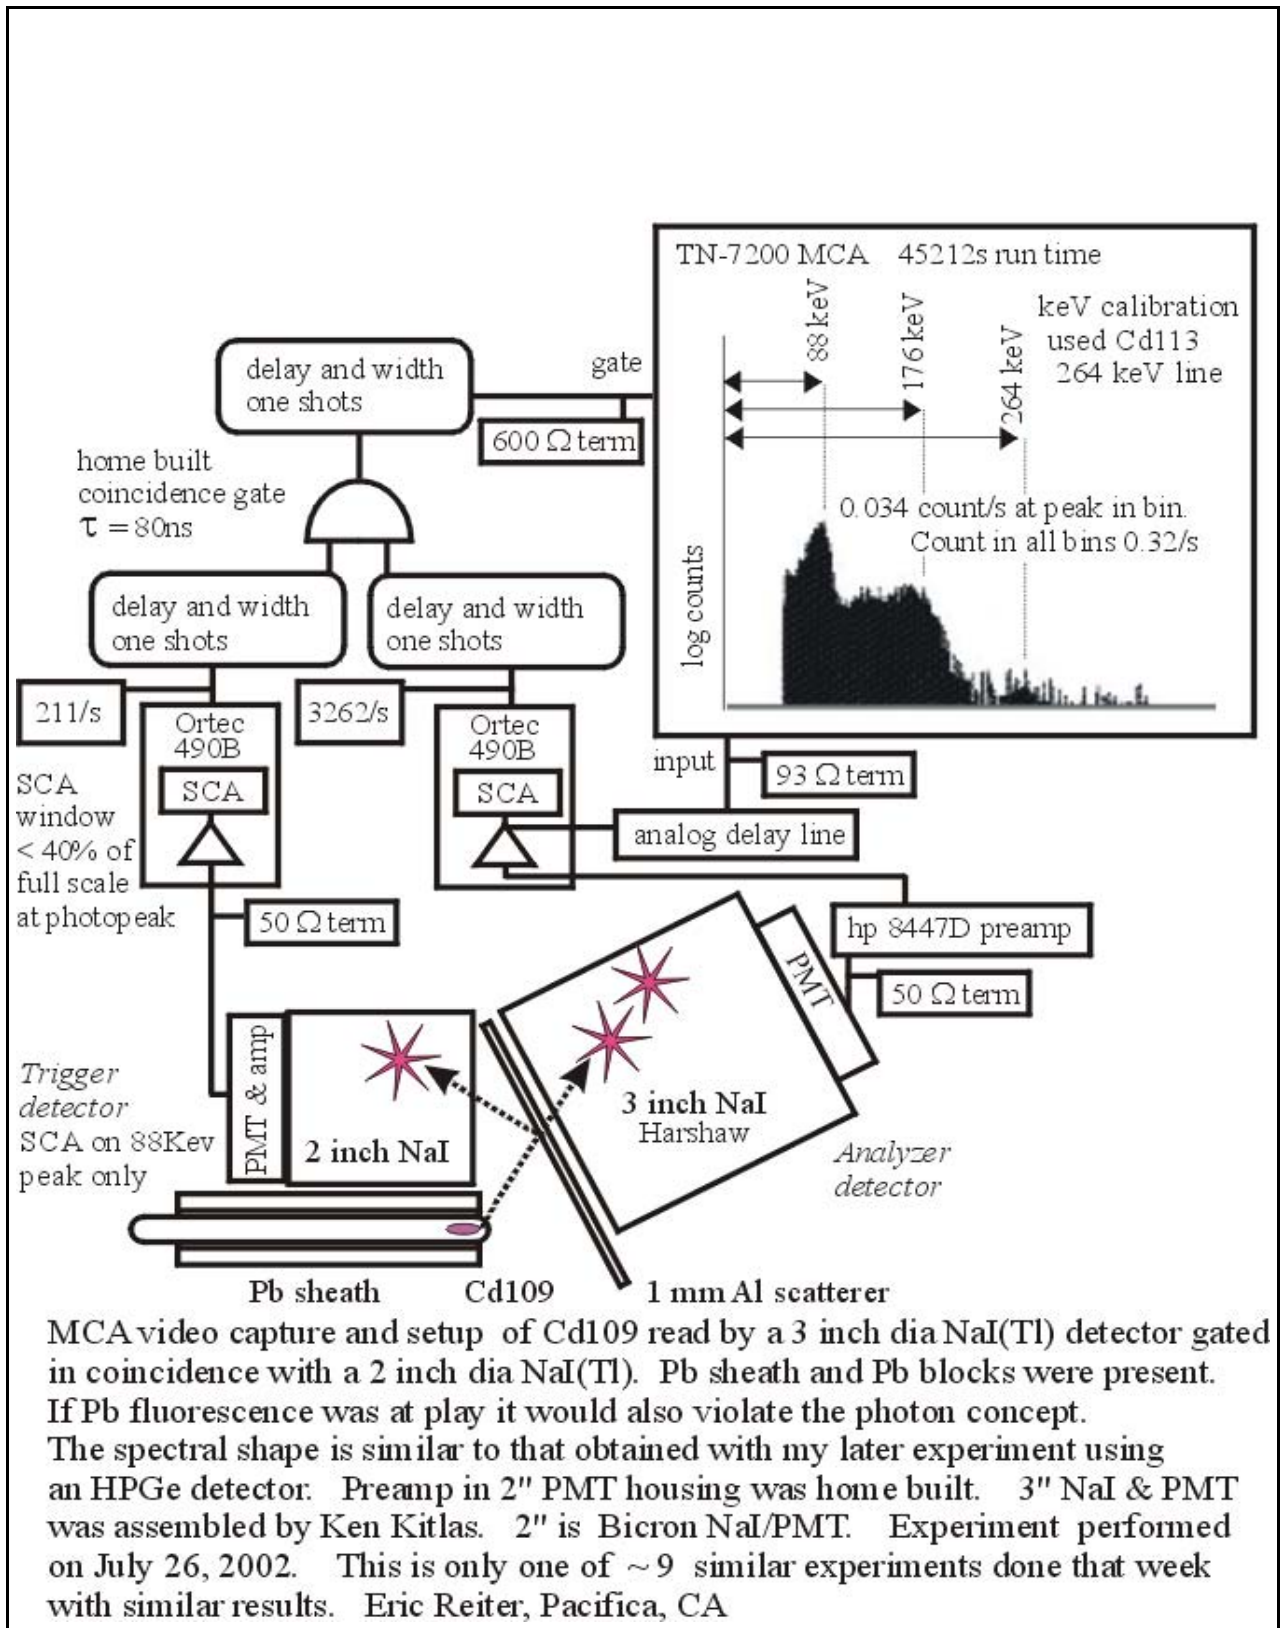 TN-7200 MCA 45212s run time
88 keV
176 keV
264 keV
keV calibration
used Cd113
264 keV line
0.034 count/s at peak in bin.
Count in all bins 0.32/s
log counts
delay and width
one shots
gate
600 Ω term
home built
coincidence gate
τ = 80ns
delay and width
one shots
delay and width
one shots
211/s
3262/s
Ortec
490B
SCA
Ortec
490B
SCA
input
93 Ω term
analog delay line
SCA
window
< 40% of
full scale
at photopeak
50 Ω term
hp 8447D preamp
50 Ω term
PMT
Trigger
detector
SCA on 88Kev
peak only
PMT & amp
2 inch NaI
3 inch NaI
Harshaw
Analyzer
detector
Pb sheath
Cd109
1 mm Al scatterer
MCA video capture and setup of Cd109 read by a 3 inch dia NaI(Tl) detector gated
in coincidence with a 2 inch dia NaI(Tl). Pb sheath and Pb blocks were present.
If Pb fluorescence was at play it would also violate the photon concept.
The spectral shape is similar to that obtained with my later experiment using
an HPGe detector. Preamp in 2" PMT housing was home built. 3" NaI & PMT
was assembled by Ken Kitlas. 2" is Bicron NaI/PMT. Experiment performed
on July 26, 2002. This is only one of ~ 9 similar experiments done that week
with similar results. Eric Reiter, Pacifica, CA